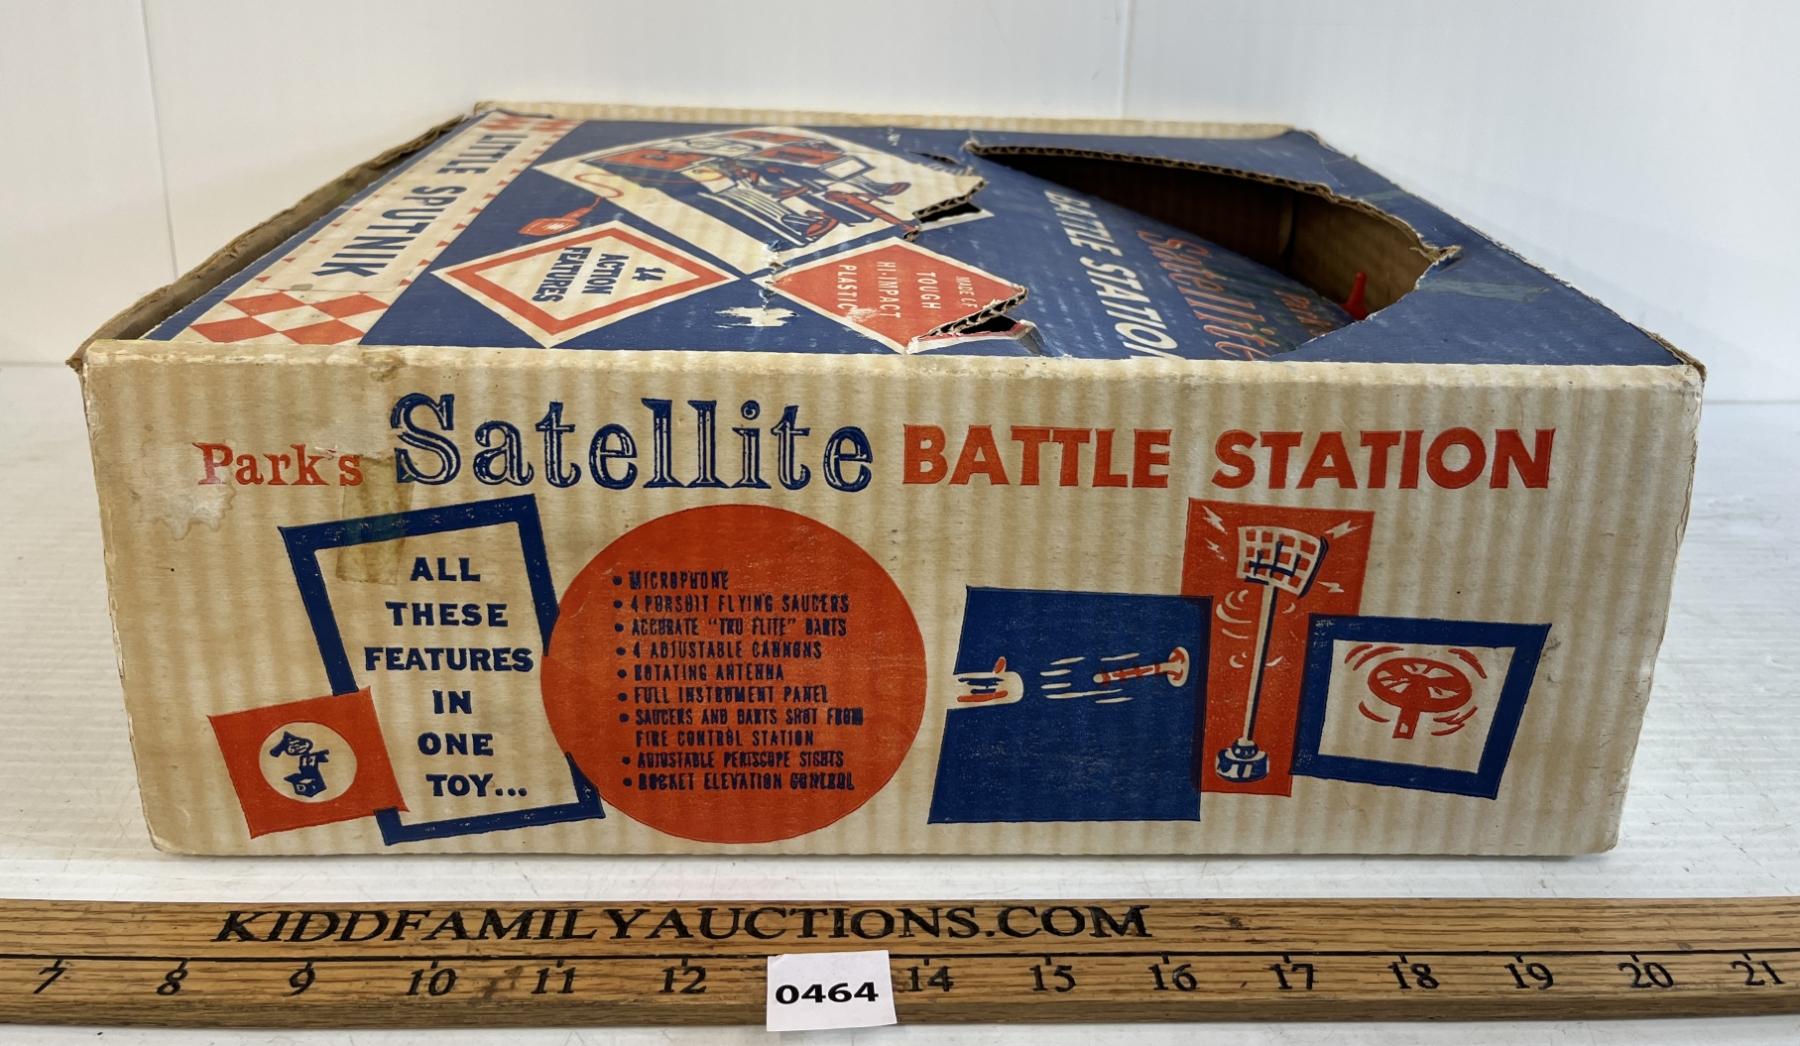 LITTLE SPUTNIK
14
ACTION
FEATURES
MADE OF
TOUGH
HI-IMPACT
PLASTIC
Satellite
BATTLE STATION
Park's Satellite BATTLE STATION
ALL
THESE
FEATURES
IN
ONE
TOY...
• MICROPHONE
• 4 PURSUIT FLYING SAUCERS
• ACCURATE "TRU FLITE" DARTS
• 4 ADJUSTABLE CANNONS
• ROTATING ANTENNA
• FULL INSTRUMENT PANEL
• SAUCERS AND DARTS SHOT FROM
FIRE CONTROL STATION
• ADJUSTABLE PERISCOPE SIGHTS
• ROCKET ELEVATION CONTROL
KIDDFAMILYAUCTIONS.COM
7 8 9 10 11 12 14 15 16 17 18 19 20 21
0464